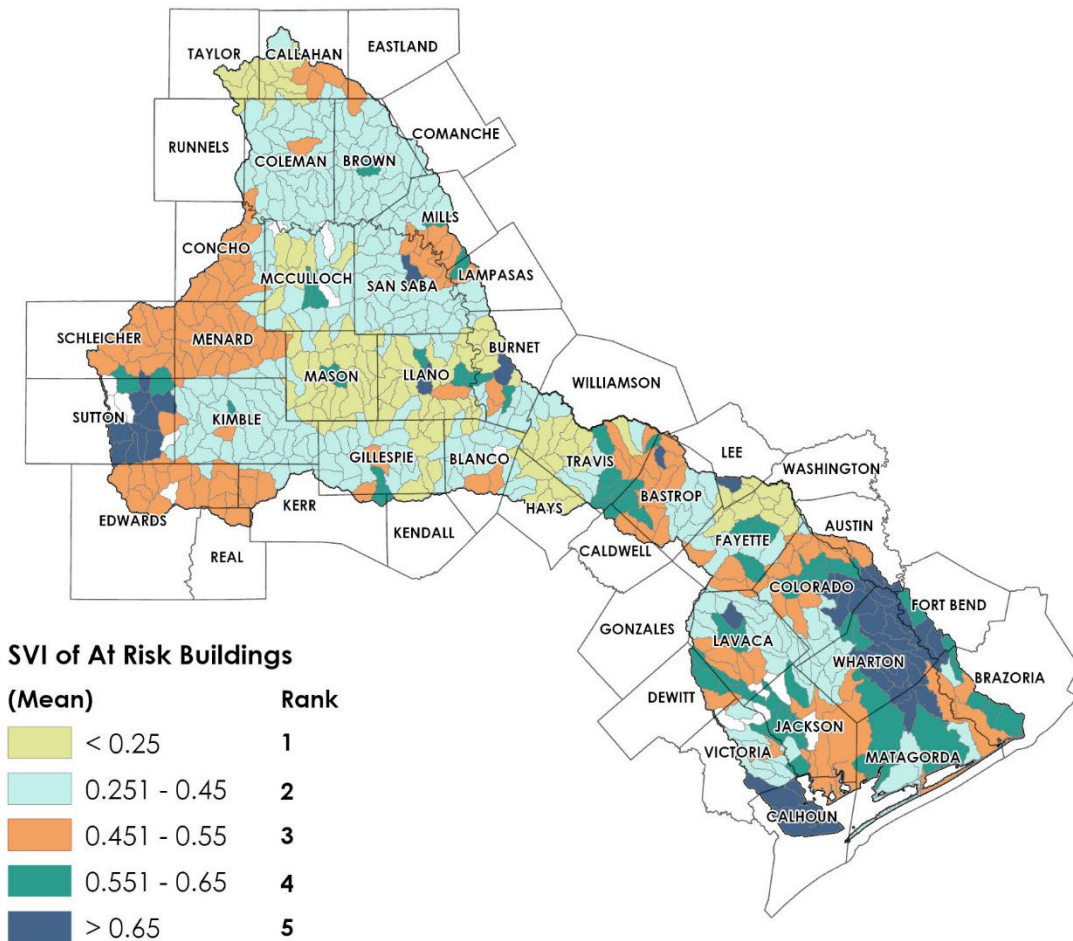 EASTLAND
TAYLOR
CALLAHAN
COMANCHE
RUNNELS
COLEMAN
BROWN
MILLS
CONCHO
MCCULLOCH
SAN SABA
LAMPASAS
SCHLEICHER
MENARD
BURNET
MASON
LLANO
WILLIAMSON
SUTTON
KIMBLE
GILLESPIE
BLANCO
TRAVIS
LEE
WASHINGTON
BASTROP
EDWARDS
KERR
HAYS
AUSTIN
KENDALL
FAYETTE
REAL
CALDWELL
COLORADO
FORT BEND
GONZALES
LAVACA
WHARTON
BRAZORIA
DEWITT
JACKSON
VICTORIA
MATAGORDA
CALHOUN
SVI of At Risk Buildings
(Mean) Rank
< 0.25 1
0.251 - 0.45 2
0.451 - 0.55 3
0.551 - 0.65 4
> 0.65 5